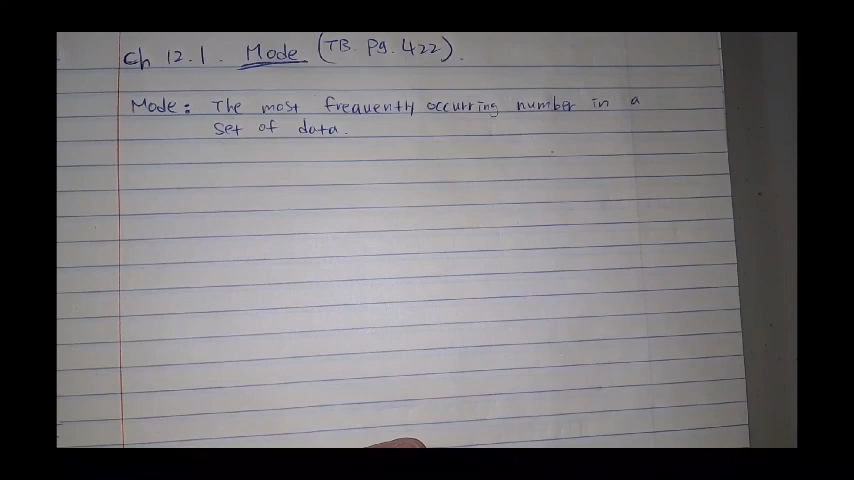 Ch 12.1. Mode (TB. Pg. 422).
Mode: The most frequently occurring number in a
set of data.